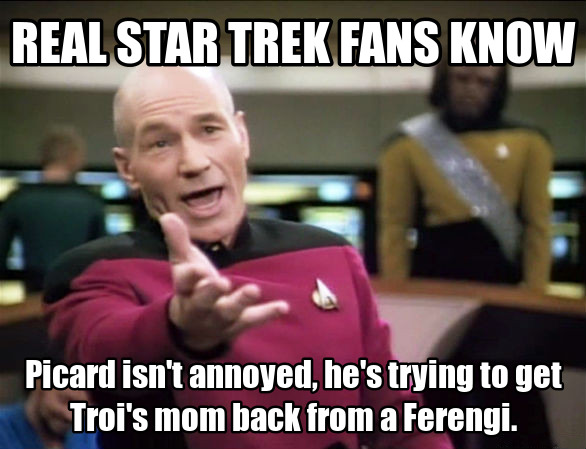 REAL STAR TREK FANS KNOW
Picard isn't annoyed, he's trying to get
Troi's mom back from a Ferengi.